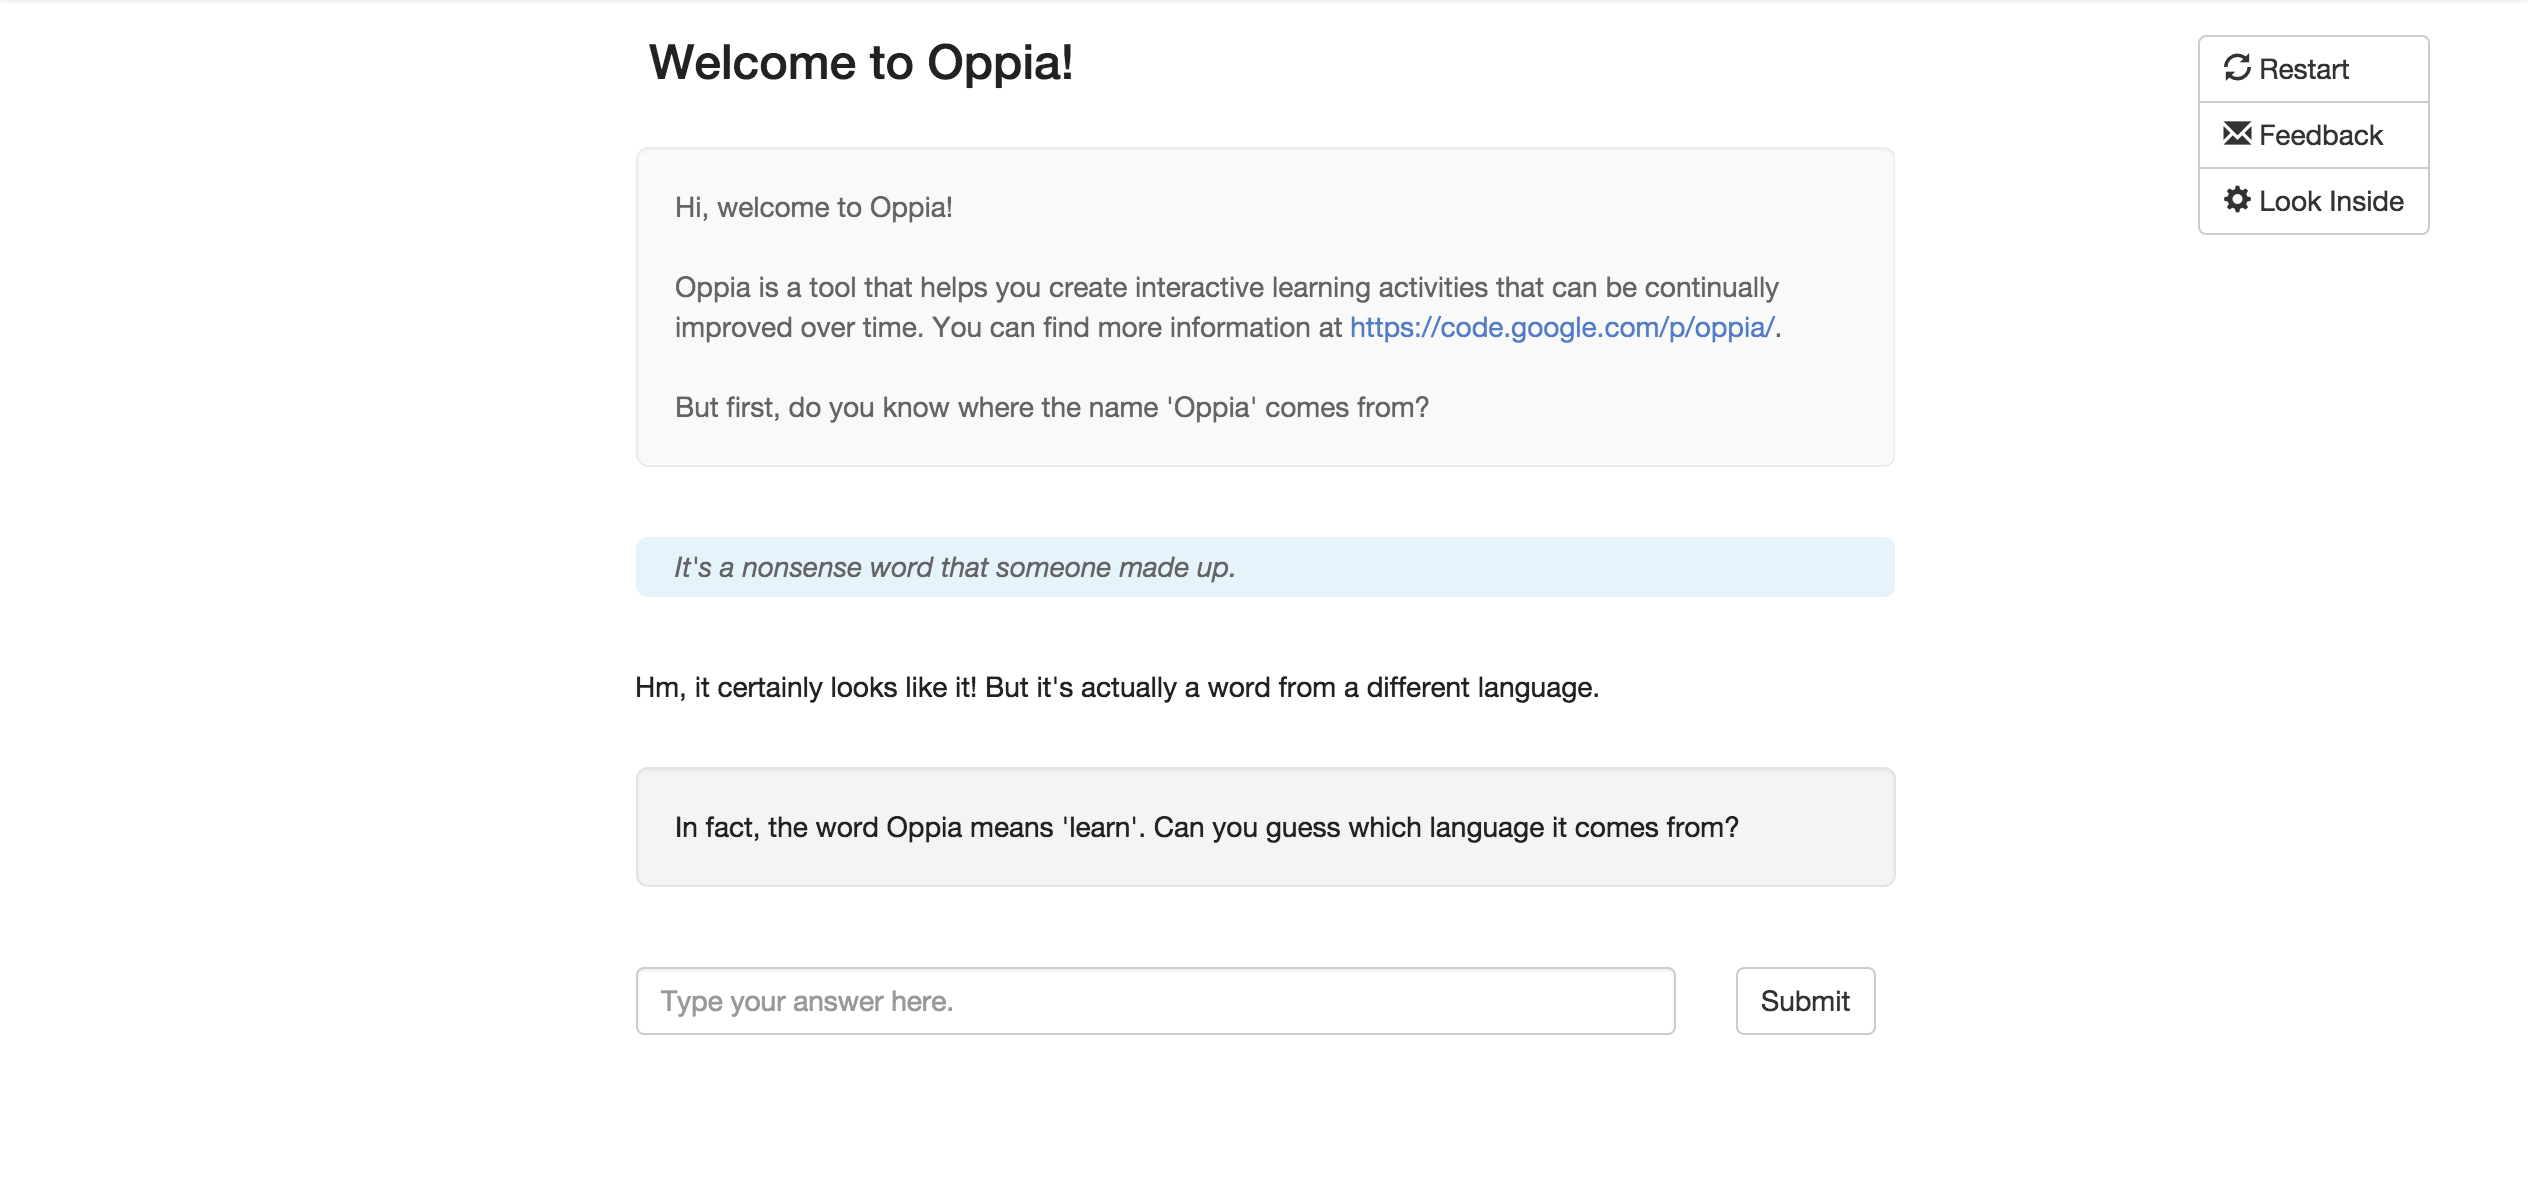 Welcome to Oppia!
Restart
Feedback
Look Inside
Hi, welcome to Oppia!
Oppia is a tool that helps you create interactive learning activities that can be continually
improved over time. You can find more information at https://code.google.com/p/oppia/.
But first, do you know where the name 'Oppia' comes from?
It's a nonsense word that someone made up.
Hm, it certainly looks like it! But it's actually a word from a different language.
In fact, the word Oppia means 'learn'. Can you guess which language it comes from?
Type your answer here.
Submit